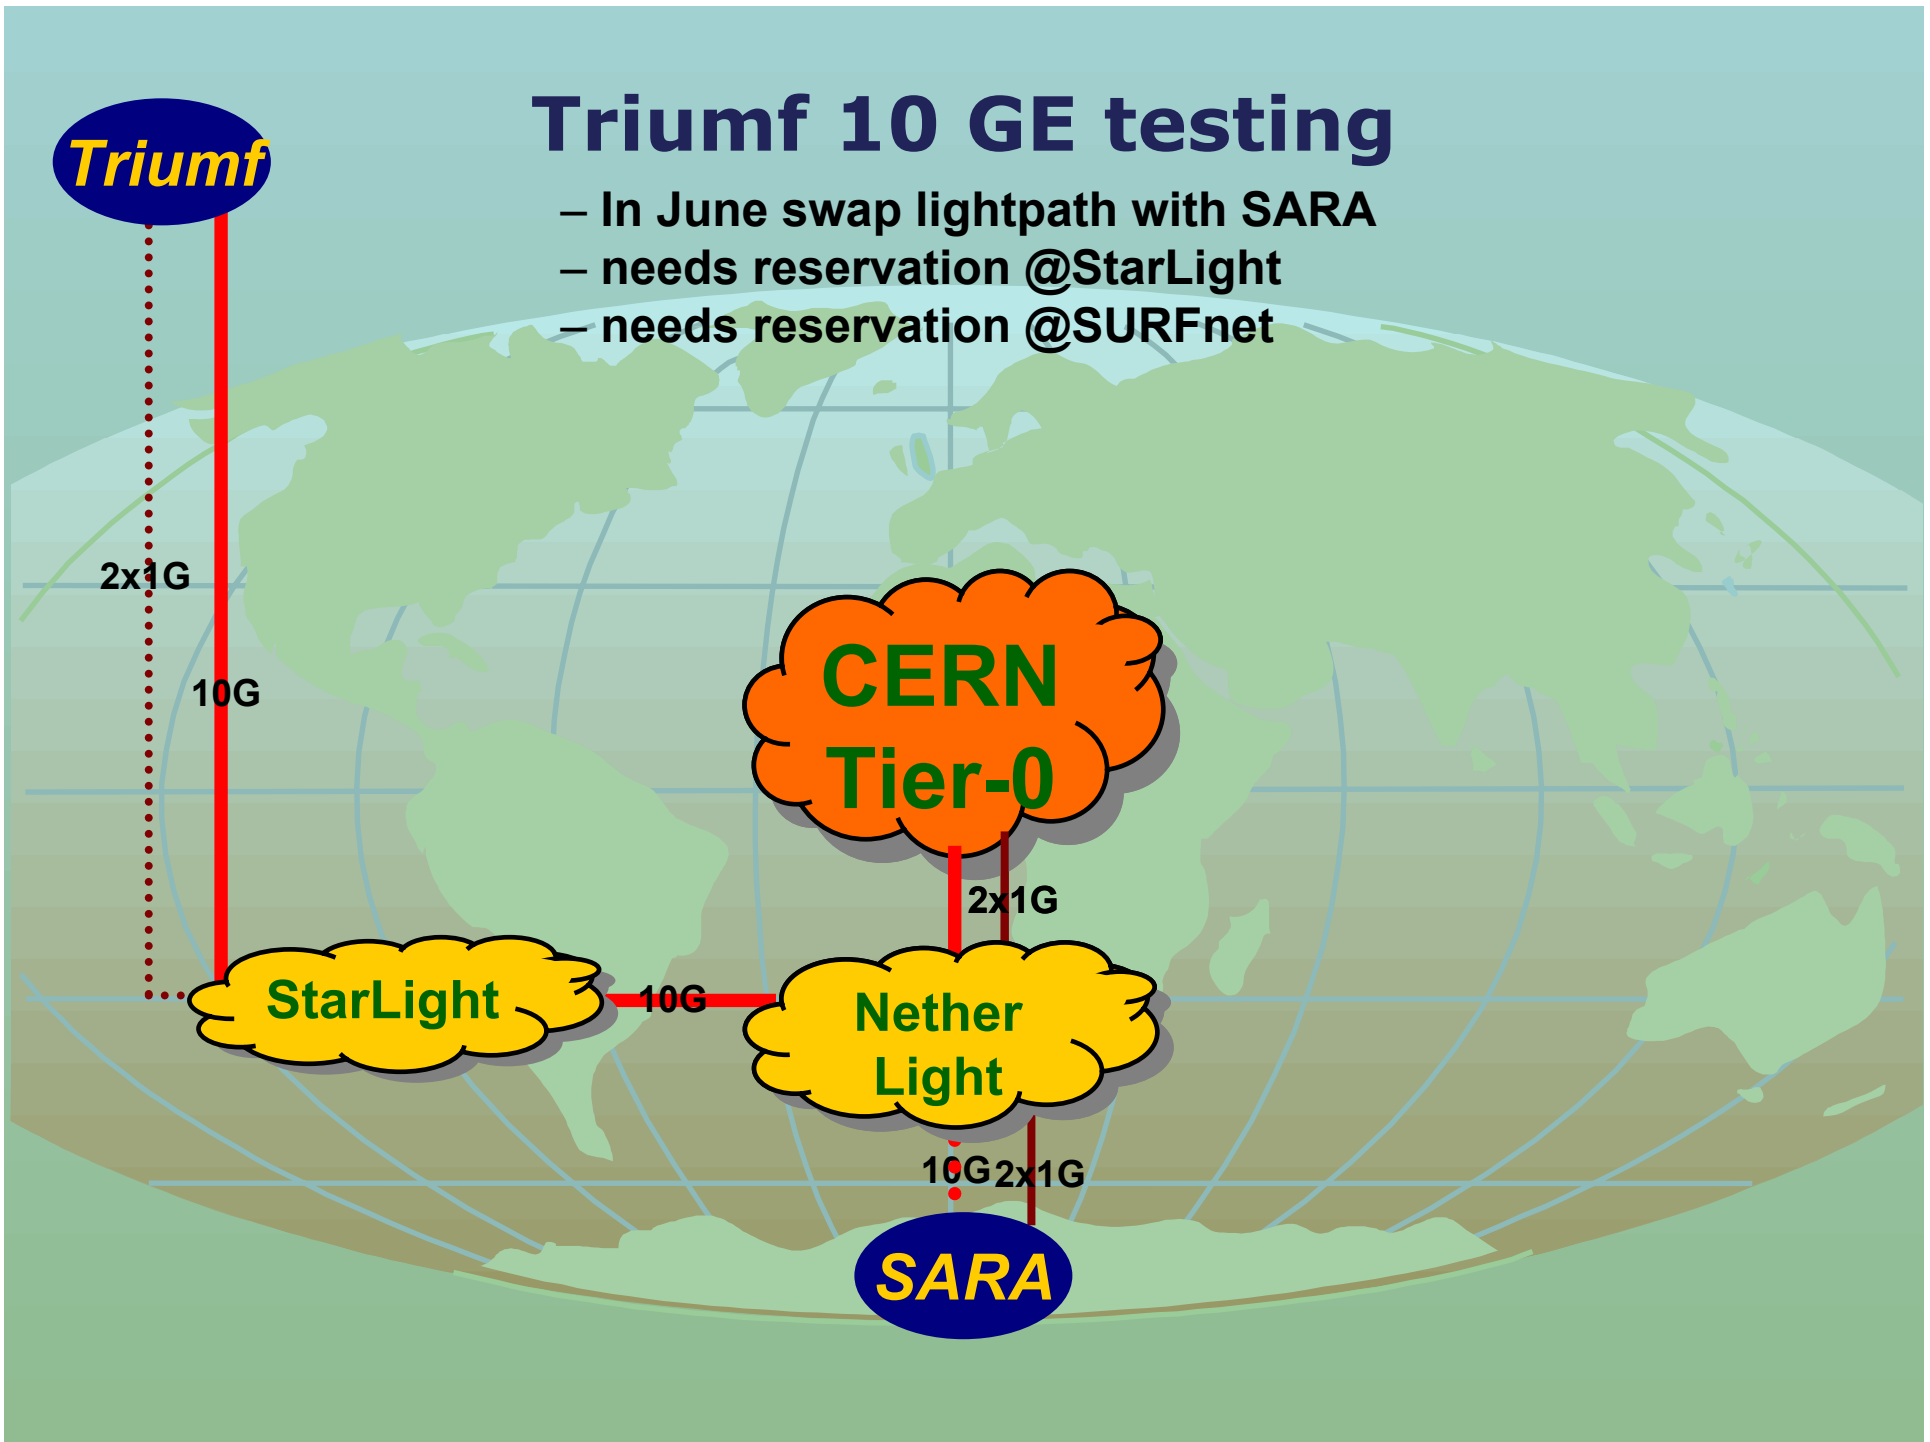 Triumf 10 GE testing
Triumf
– In June swap lightpath with SARA
– needs reservation @StarLight
– needs reservation @SURFnet
2x1G
10G
CERN
Tier-0
2x1G
StarLight
10G
Nether
Light
10G
2x1G
SARA